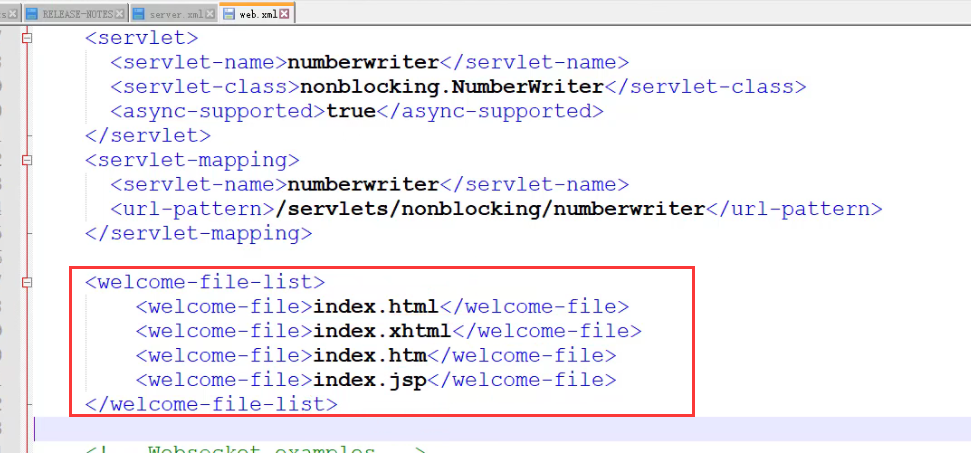 RELEASE-NOTES server.xml web.xml
<servlet>
<servlet-name>numberwriter</servlet-name>
<servlet-class>nonblocking.NumberWriter</servlet-class>
<async-supported>true</async-supported>
</servlet>
<servlet-mapping>
<servlet-name>numberwriter</servlet-name>
<url-pattern>/servlets/nonblocking/numberwriter</url-pattern>
</servlet-mapping>
<welcome-file-list>
<welcome-file>index.html</welcome-file>
<welcome-file>index.xhtml</welcome-file>
<welcome-file>index.htm</welcome-file>
<welcome-file>index.jsp</welcome-file>
</welcome-file-list>
<!-- Websocket examples -->